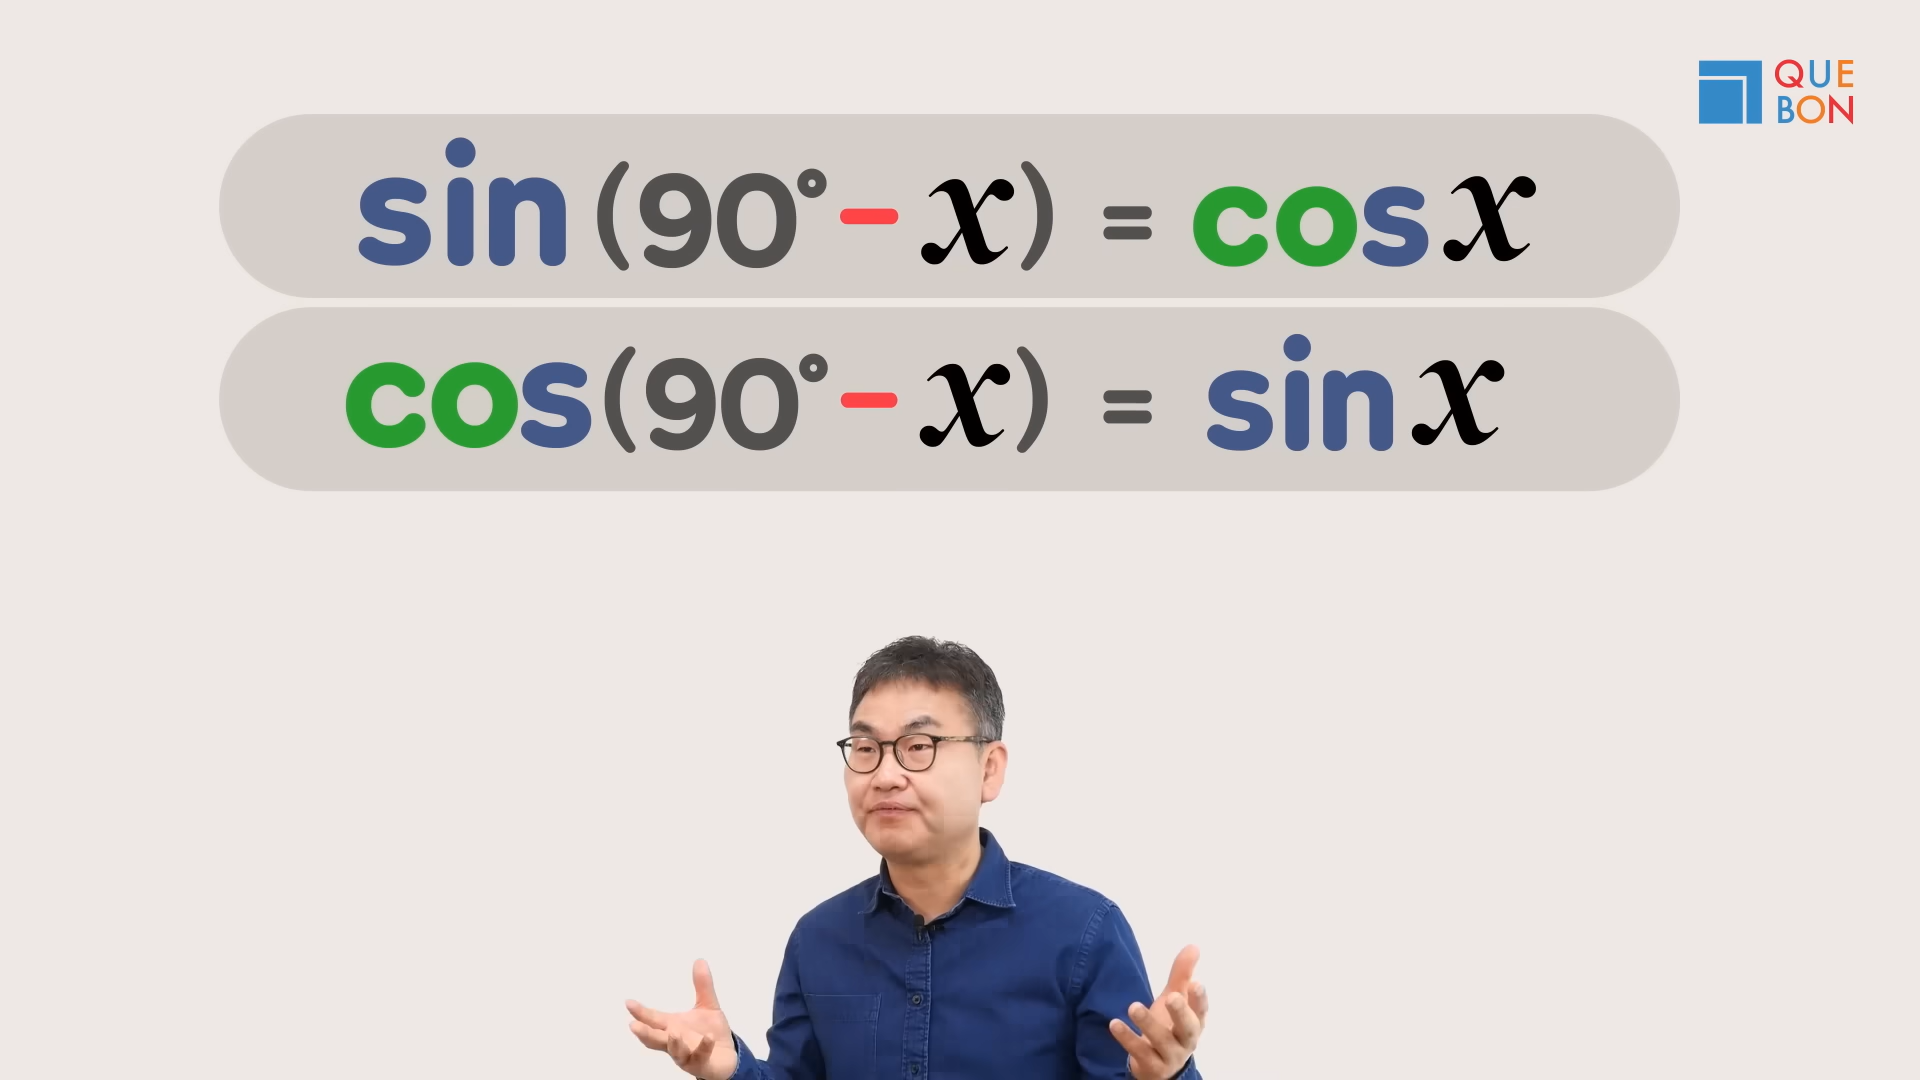 QUE
BON
sin (90° - x) = cos x
cos(90° - x) = sin x